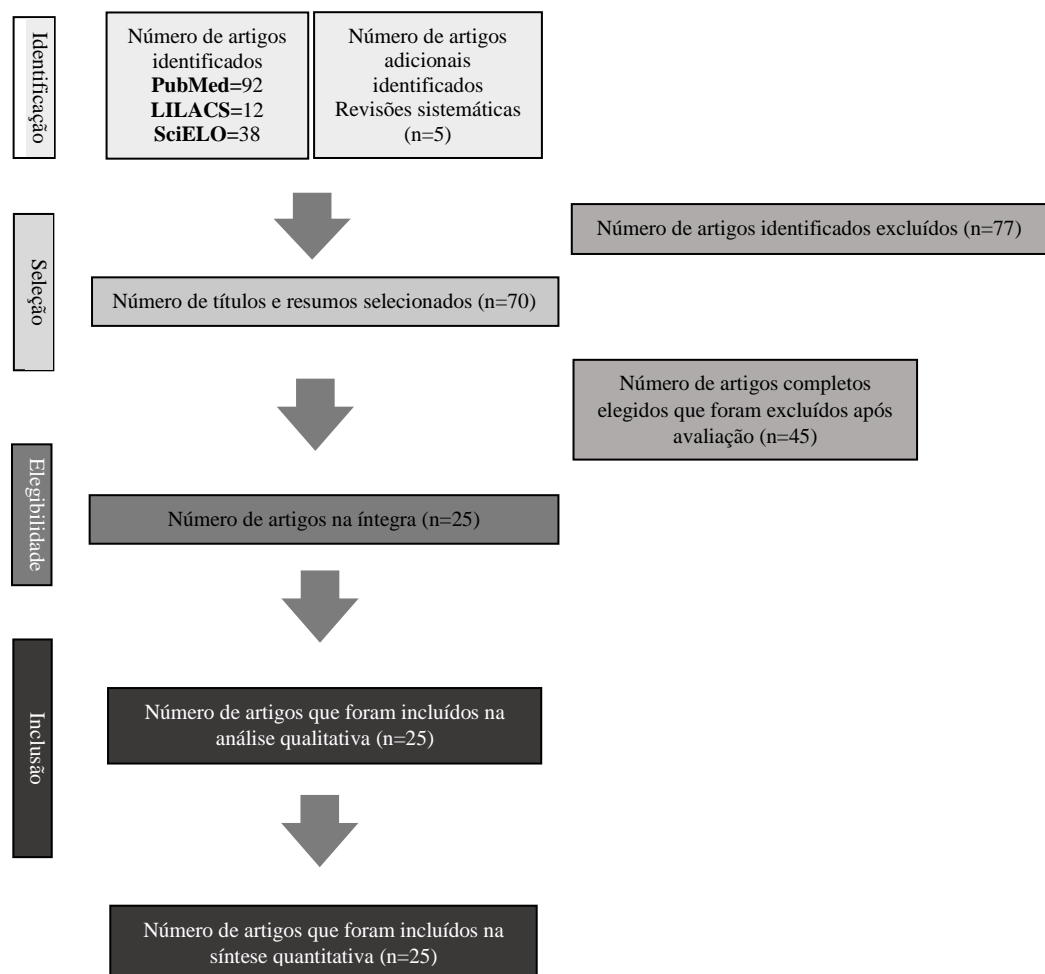 Identificação
Número de artigos
identificados
PubMed=92
LILACS=12
SciELO=38
Número de artigos
adicionais
identificados
Revisões sistemáticas
(n=5)
Número de artigos identificados excluídos (n=77)
Seleção
Número de títulos e resumos selecionados (n=70)
Número de artigos completos
elegidos que foram excluídos após
avaliação (n=45)
Elegibilidade
Número de artigos na íntegra (n=25)
Inclusão
Número de artigos que foram incluídos na
análise qualitativa (n=25)
Número de artigos que foram incluídos na
síntese quantitativa (n=25)